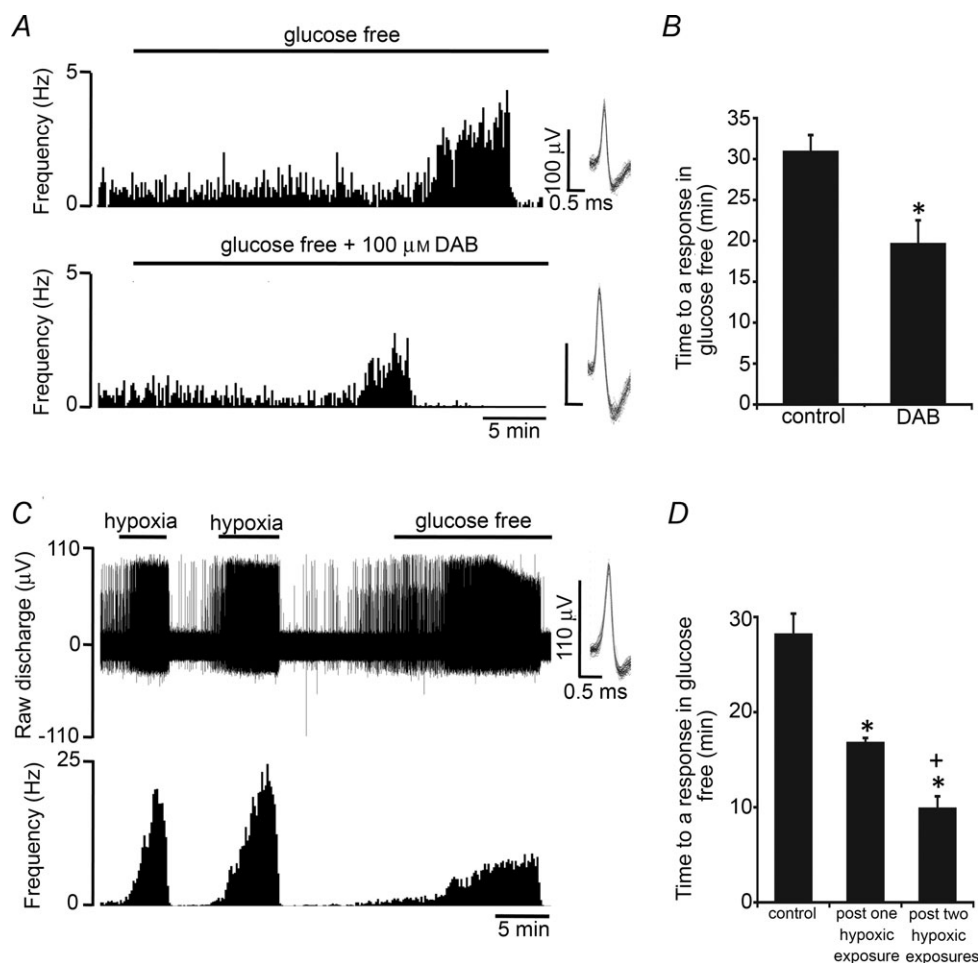 A
glucose free
Frequency (Hz)
5
0
100 µV
0.5 ms
glucose free + 100 µM DAB
Frequency (Hz)
5
0
5 min
B
Time to a response in
glucose free (min)
35
30
25
20
15
10
5
0
control
DAB
*
C
hypoxia
hypoxia
glucose free
Raw discharge (µV)
110
0
-110
110 µV
0.5 ms
Frequency (Hz)
25
0
5 min
D
Time to a response in glucose
free (min)
30
20
10
0
*
+
*
control
post one
hypoxic
exposure
post two
hypoxic
exposures